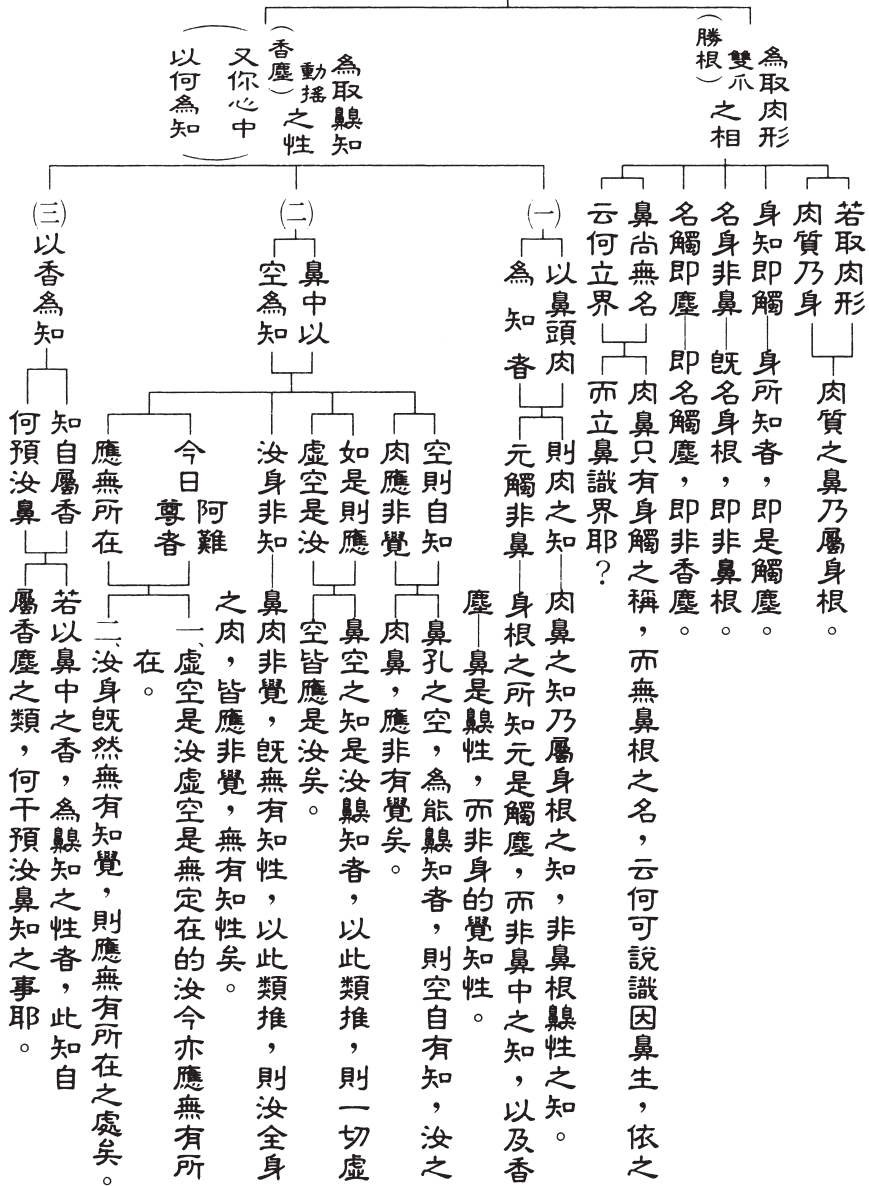 為取肉形
雙爪之相
（勝根）
若取肉形
肉質乃身
肉質之鼻乃屬身根。
身知即觸
身所知者，即是觸塵。
名身非鼻
既名身根，即非鼻根。
名觸即塵
即名觸塵，即非香塵。
鼻尚無名
云何立界
肉鼻只有身觸之稱，而無鼻根之名，云何可說識因鼻生，依之
而立鼻識界耶？
為取齅知
動搖之性
（香塵）
（又你心中
以何為知）
㈠
以鼻頭肉
為知者
則肉之知
肉鼻之知乃屬身根之知，非鼻根齅性之知。
元觸非鼻
身根之所知元是觸塵，而非鼻中之知，以及香
塵—鼻是齅性，而非身的覺知性。
㈡
鼻中以
空為知
空則自知
肉應非覺
鼻孔之空，為能齅知者，則空自有知，汝之
肉鼻，應非有覺矣。
如是則應
虛空是汝
鼻空之知是汝齅知者，以此類推，則一切虛
空皆應是汝矣。
汝身非知
鼻肉非覺，既無有知性，以此類推，則汝全身
之肉，皆應非覺，無有知性矣。
今日阿難
尊者
應無所在
一、虛空是汝虛空是無定在的汝今亦應無有所
在。
二、汝身既然無有知覺，則應無有所在之處矣。
㈢以香為知
知自屬香
何預汝鼻
若以鼻中之香，為齅知之性者，此知自
屬香塵之類，何干預汝鼻知之事耶。